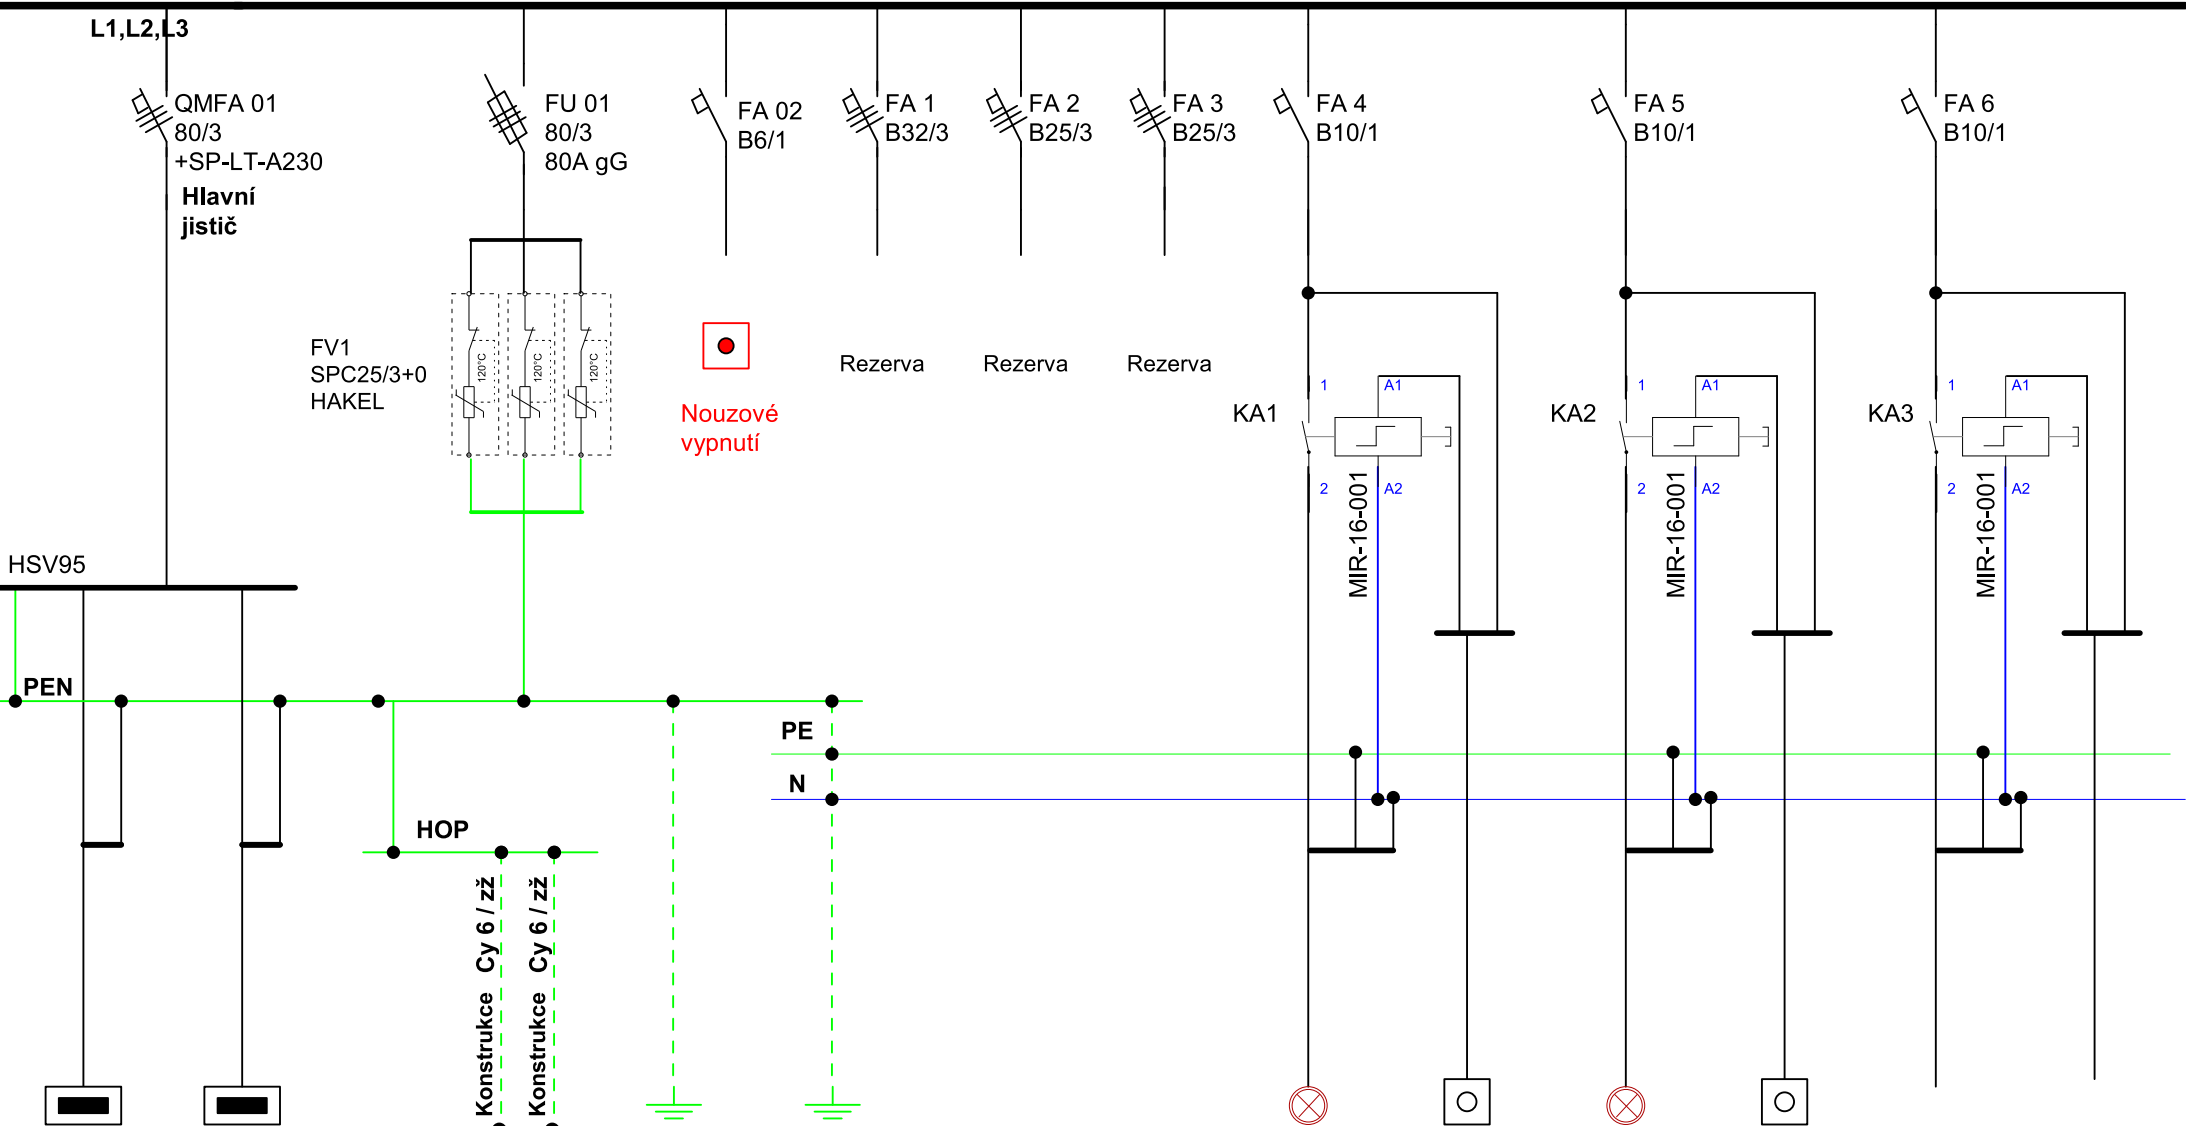 L1,L2,L3
QMFA 01
80/3
+SP-LT-A230
Hlavní
jistič
FU 01
80/3
80A gG
FA 02
B6/1
FA 1
B32/3
FA 2
B25/3
FA 3
B25/3
FA 4
B10/1
FA 5
B10/1
FA 6
B10/1
FV1
SPC25/3+0
HAKEL
120°C
120°C
120°C
Nouzové
vypnutí
Rezerva
Rezerva
Rezerva
KA1
1
2
A1
A2
MIR-16-001
KA2
1
2
A1
A2
MIR-16-001
KA3
1
2
A1
A2
MIR-16-001
HSV95
PEN
PE
N
HOP
Konstrukce Cy 6 / zž
Konstrukce Cy 6 / zž